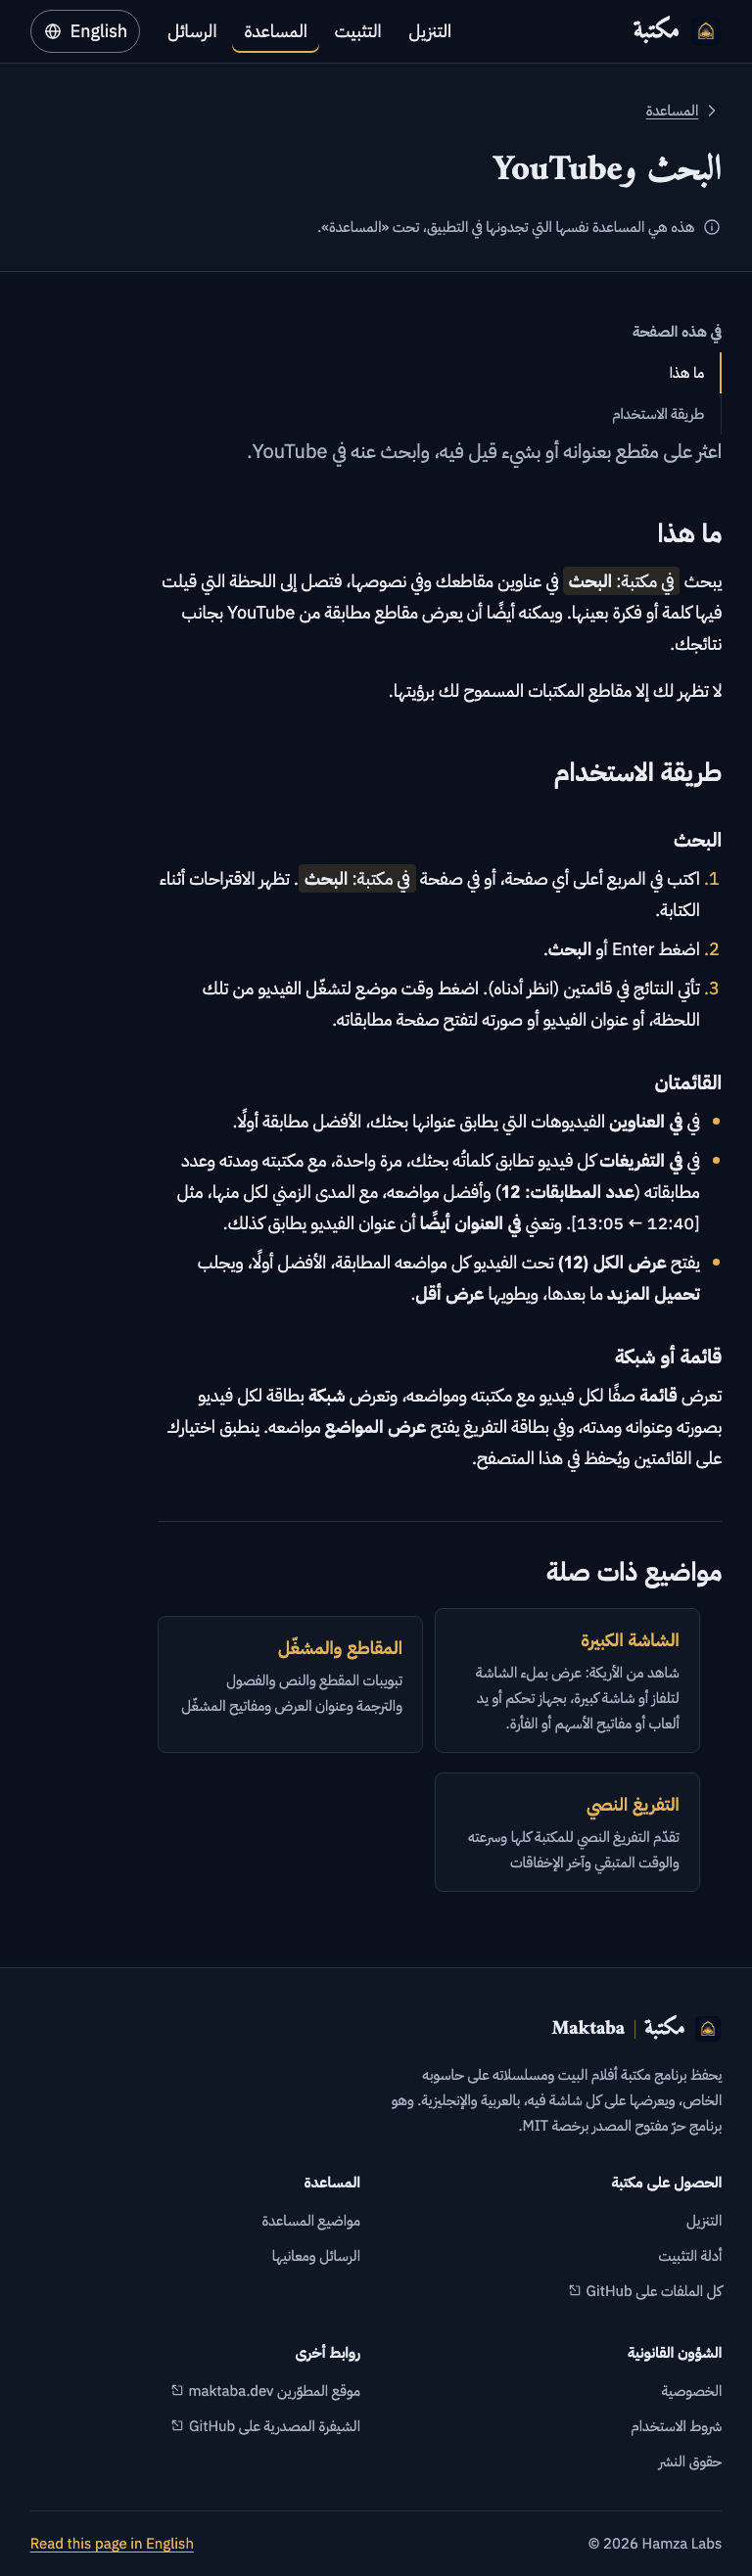 مكتبة
التنزيل
التثبيت
المساعدة
الرسائل
English
المساعدة
البحث وYouTube
هذه هي المساعدة نفسها التي تجدونها في التطبيق، تحت «المساعدة».
في هذه الصفحة
ما هذا
طريقة الاستخدام
اعثر على مقطع بعنوانه أو بشيء قيل فيه، وابحث عنه في YouTube.
ما هذا
يبحث في مكتبة: البحث في عناوين مقاطعك وفي نصوصها، فتصل إلى اللحظة التي قيلت
فيها كلمة أو فكرة بعينها. ويمكنه أيضًا أن يعرض مقاطع مطابقة من YouTube بجانب
نتائجك.
لا تظهر لك إلا مقاطع المكتبات المسموح لك برؤيتها.
طريقة الاستخدام
البحث
1. اكتب في المربع أعلى أي صفحة، أو في صفحة في مكتبة: البحث. تظهر الاقتراحات أثناء
الكتابة.
2. اضغط Enter أو البحث.
3. تأتي النتائج في قائمتين (انظر أدناه). اضغط وقت موضع لتشغّل الفيديو من تلك
اللحظة، أو عنوان الفيديو أو صورته لتفتح صفحة مطابقاته.
القائمتان
• في في العناوين الفيديوهات التي يطابق عنوانها بحثك، الأفضل مطابقة أولًا.
• في في التفريغات كل فيديو تطابق كلماتُه بحثك، مرة واحدة، مع مكتبته ومدته وعدد
مطابقاته (عدد المطابقات: 12) وأفضل مواضعه، مع المدى الزمني لكل منها، مثل
[12:40 ← 13:05]. وتعني في العنوان أيضًا أن عنوان الفيديو يطابق كذلك.
• يفتح عرض الكل (12) تحت الفيديو كل مواضعه المطابقة، الأفضل أولًا، ويجلب
تحميل المزيد ما بعدها، ويطويها عرض أقل.
قائمة أو شبكة
تعرض قائمة صفًا لكل فيديو مع مكتبته ومواضعه، وتعرض شبكة بطاقة لكل فيديو
بصورته وعنوانه ومدته، وفي بطاقة التفريغ يفتح عرض المواضع مواضعه. ينطبق اختيارك
على القائمتين ويُحفظ في هذا المتصفح.
مواضيع ذات صلة
الشاشة الكبيرة
شاهد من الأريكة: عرض بملء الشاشة
لتلفاز أو شاشة كبيرة، بجهاز تحكم أو يد
ألعاب أو مفاتيح الأسهم أو الفأرة.
المقاطع والمشغّل
تبويبات المقطع والنص والفصول
والترجمة وعنوان العرض ومفاتيح المشغّل
التفريغ النصي
تقدّم التفريغ النصي للمكتبة كلها وسرعته
والوقت المتبقي وآخر الإخفاقات
مكتبة | Maktaba
يحفظ برنامج مكتبة أفلام البيت ومسلسلاته على حاسوبه
الخاص، ويعرضها على كل شاشة فيه، بالعربية والإنجليزية. وهو
برنامج حرّ مفتوح المصدر برخصة MIT.
الحصول على مكتبة
التنزيل
أدلة التثبيت
كل الملفات على GitHub
المساعدة
مواضيع المساعدة
الرسائل ومعانيها
الشؤون القانونية
الخصوصية
شروط الاستخدام
حقوق النشر
روابط أخرى
موقع المطوّرين maktaba.dev
الشيفرة المصدرية على GitHub
© 2026 Hamza Labs
Read this page in English